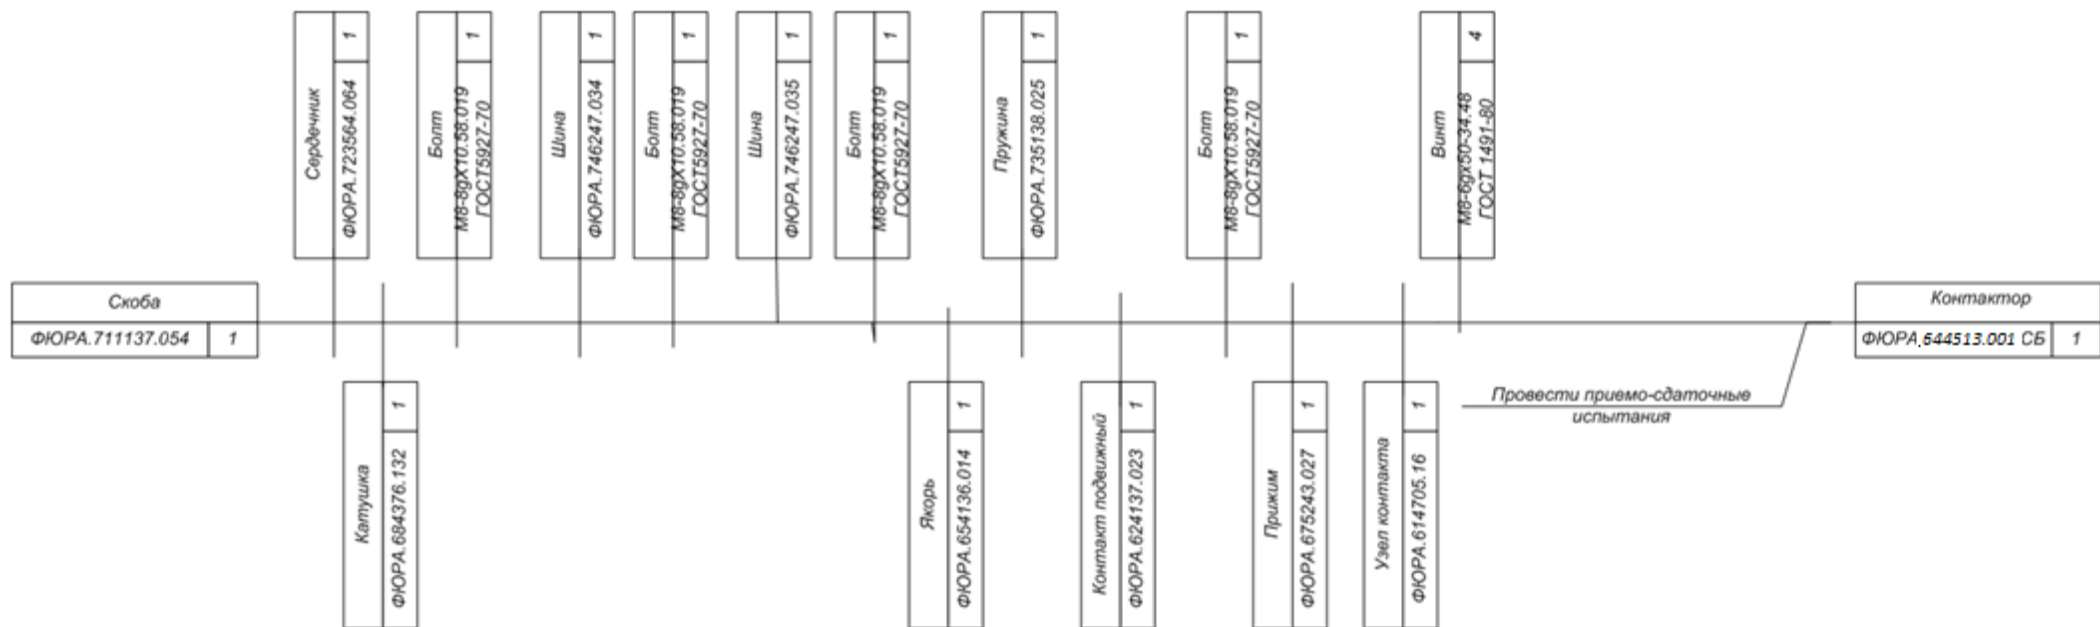 Сердечник
ФЮРА.723564.064
1
Болт
М8-8gX10.58.019
ГОСТ5927-70
1
Шина
ФЮРА.746247.034
1
Болт
М8-8gX10.58.019
ГОСТ5927-70
1
Шина
ФЮРА.746247.035
1
Болт
М8-8gX10.58.019
ГОСТ5927-70
1
Пружина
ФЮРА.735138.025
1
Болт
М8-8gX10.58.019
ГОСТ5927-70
1
Винт
М8-6gx50-34.48
ГОСТ 1491-80
4
Скоба
ФЮРА.711137.054
1
Контактор
ФЮРА.644513.001 СБ
1
Катушка
ФЮРА.684376.132
1
Якорь
ФЮРА.654136.014
1
Контакт подвижный
ФЮРА.624137.023
1
Прижим
ФЮРА.675243.027
1
Узел контакта
ФЮРА.614705.16
1
Провести приемо-сдаточные
испытания